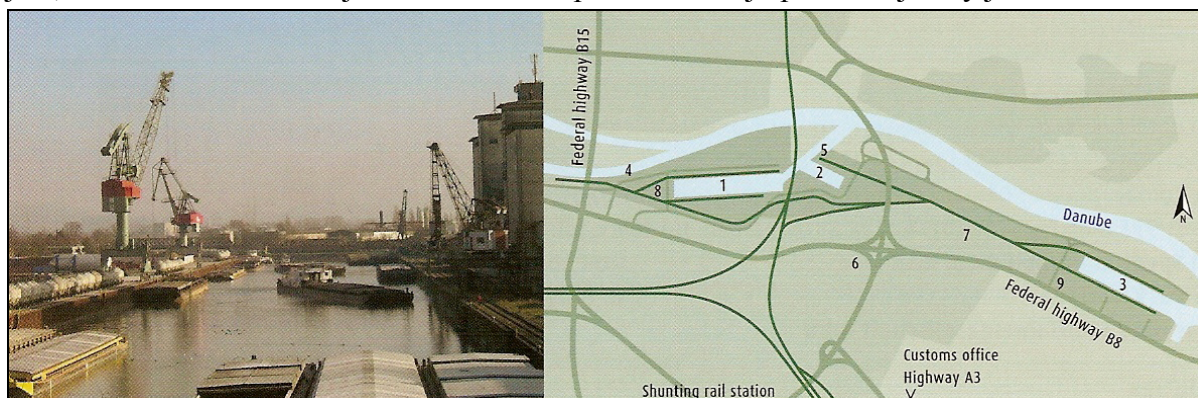 Federal highway B15
4
5
8
1
2
Danube
N
7
6
3
9
Federal highway B8
Customs office
Highway A3
Shunting rail station